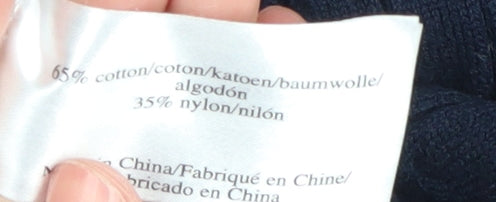 65% cotton/coton/katoen/baumwolle/
algodón
35% nylon/nilón
China/Fabriqué en Chine/
en China